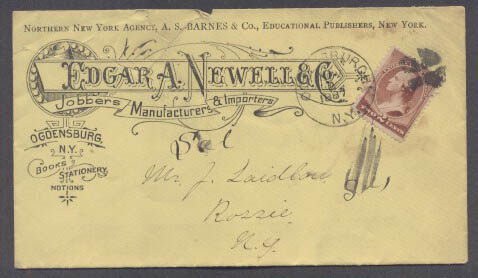 NORTHERN NEW YORK AGENCY, A. S. BARNES & CO., EDUCATIONAL PUBLISHERS, NEW YORK.
EDGAR A. NEWELL & CO.
Jobbers Manufacturers & Importers
OGDENSBURG,
N.Y.
BOOKS
STATIONERY
NOTIONS
N.Y.
Mr. J. Laidlaw
Rossie
N.Y.